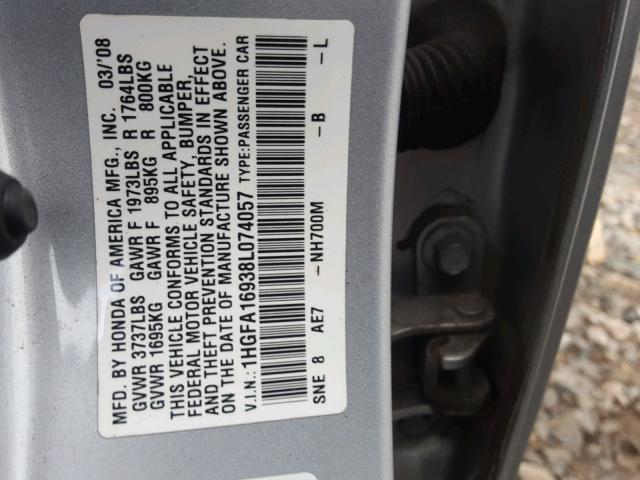 MFD. BY HONDA OF AMERICA MFG., INC. 03/'08
GVWR 3737LBS GAWR F 1973LBS R 1764LBS
GVWR 1695KG GAWR F 895KG R 800KG
THIS VEHICLE CONFORMS TO ALL APPLICABLE
FEDERAL MOTOR VEHICLE SAFETY, BUMPER,
AND THEFT PREVENTION STANDARDS IN EFFECT
ON THE DATE OF MANUFACTURE SHOWN ABOVE.
V.I.N.: 1HGFA16938L074057 TYPE:PASSENGER CAR
SNE 8 AE7 -NH700M -B -L